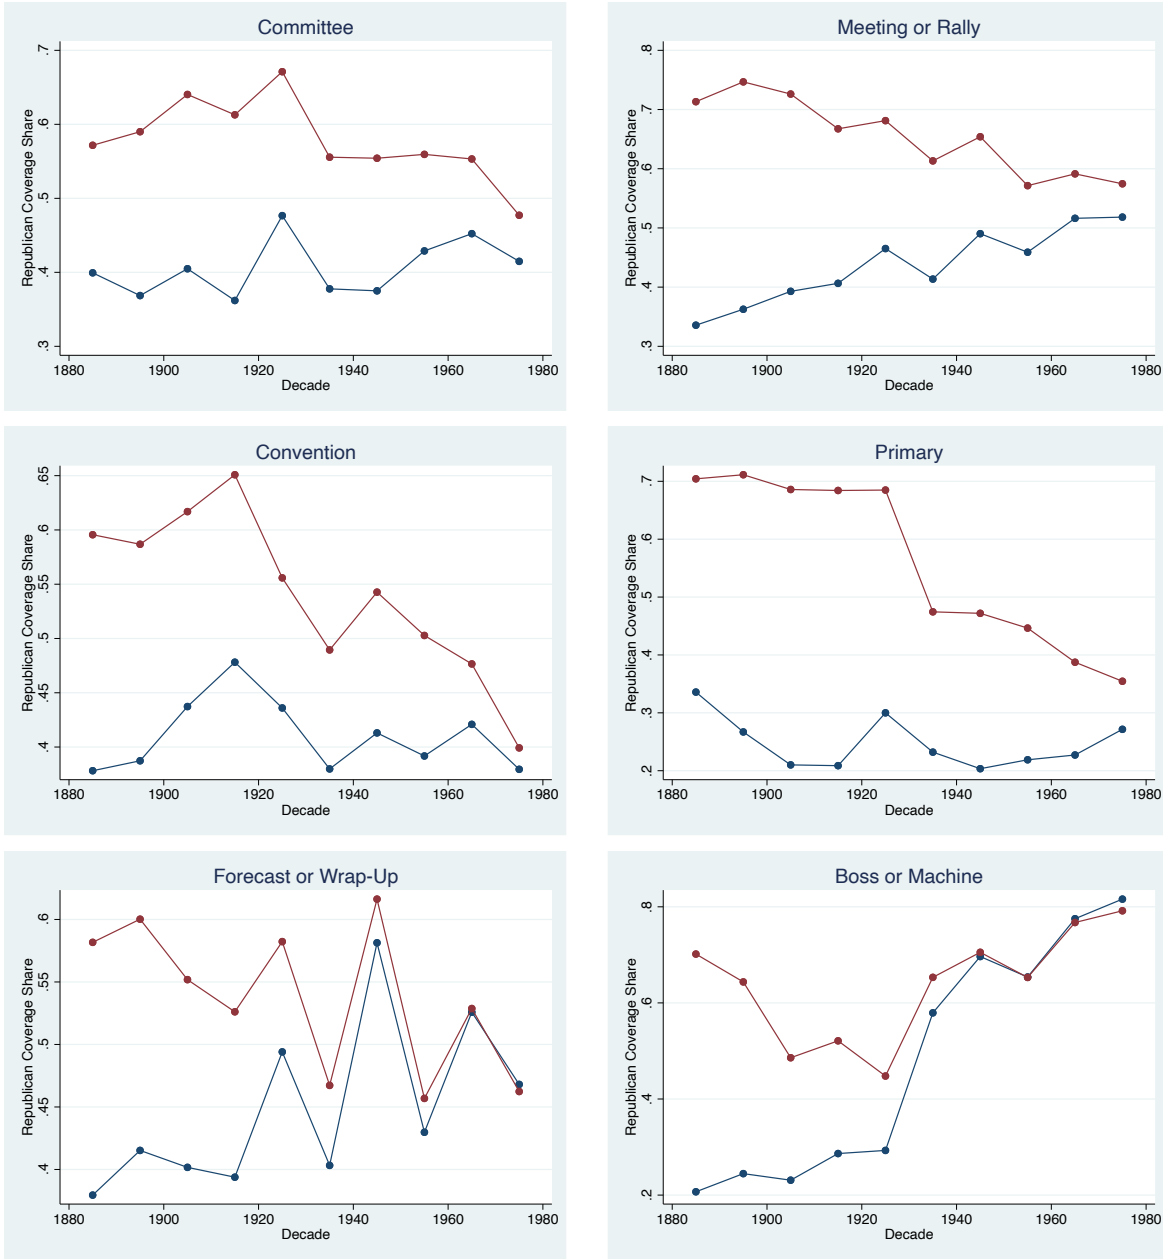 Committee
Republican Coverage Share
.7
.6
.5
.4
.3
1880 1900 1920 1940 1960 1980
Decade
Meeting or Rally
Republican Coverage Share
.8
.7
.6
.5
.4
.3
1880 1900 1920 1940 1960 1980
Decade
Convention
Republican Coverage Share
.65
.6
.55
.5
.45
.4
1880 1900 1920 1940 1960 1980
Decade
Primary
Republican Coverage Share
.7
.6
.5
.4
.3
.2
1880 1900 1920 1940 1960 1980
Decade
Forecast or Wrap-Up
Republican Coverage Share
.6
.55
.5
.45
.4
1880 1900 1920 1940 1960 1980
Decade
Boss or Machine
Republican Coverage Share
.8
.6
.4
.2
1880 1900 1920 1940 1960 1980
Decade